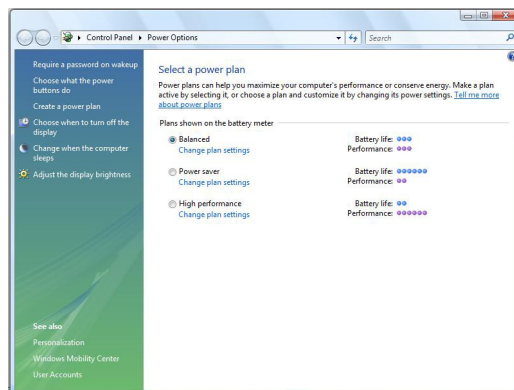 Control Panel ▸ Power Options
Search
Require a password on wakeup
Choose what the power
buttons do
Create a power plan
Choose when to turn off the
display
Change when the computer
sleeps
Adjust the display brightness
See also
Personalization
Windows Mobility Center
User Accounts
Select a power plan
Power plans can help you maximize your computer's performance or conserve energy. Make a plan
active by selecting it, or choose a plan and customize it by changing its power settings. Tell me more
about power plans
Plans shown on the battery meter
Balanced Battery life:
Change plan settings Performance:
Power saver Battery life:
Change plan settings Performance:
High performance Battery life:
Change plan settings Performance: